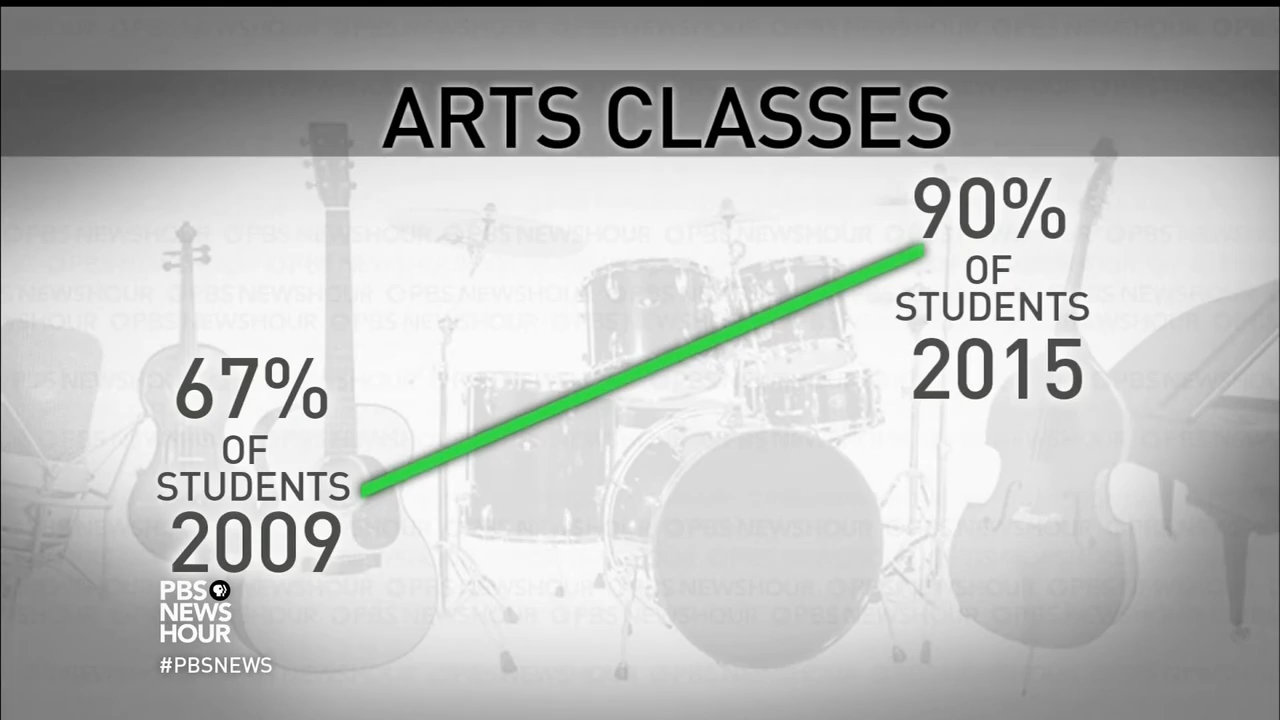 ARTS CLASSES
90%
OF
STUDENTS
2015
67%
OF
STUDENTS
2009
PBS
NEWS
HOUR
#PBSNEWS